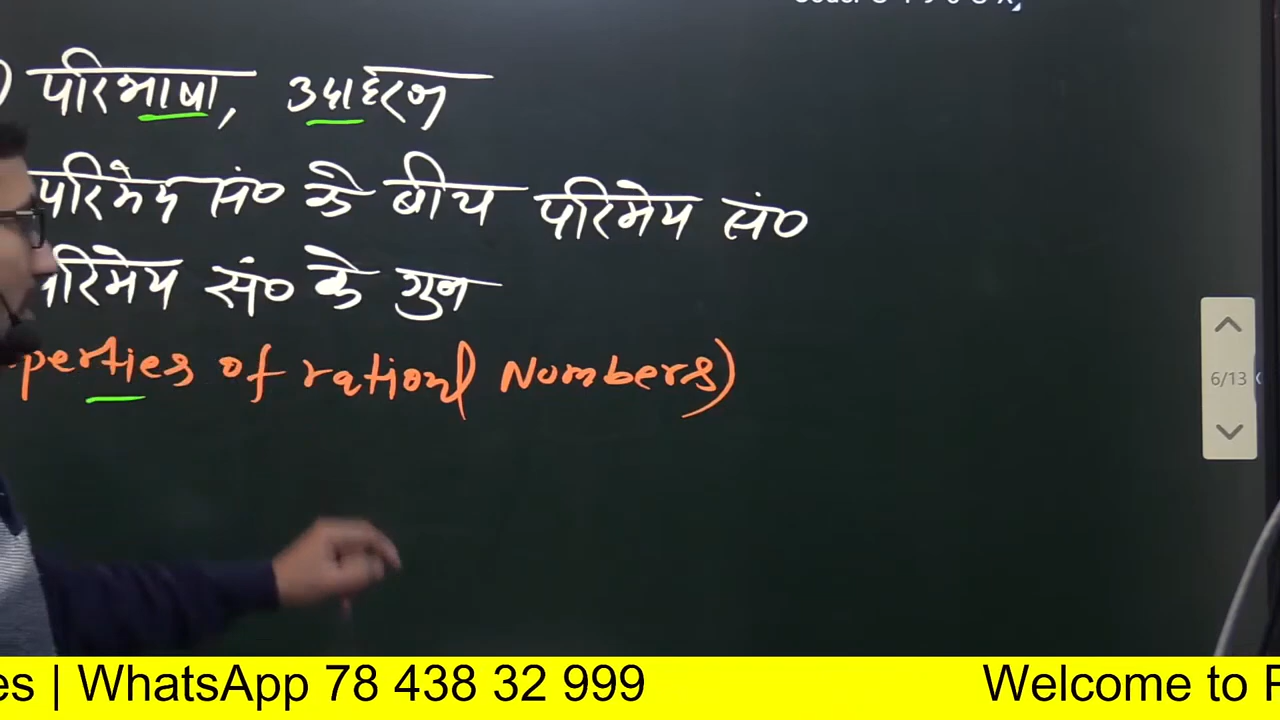 ) परिभाषा, उदाहरण
परिमेय सं० के बीच परिमेय सं०
परिमेय सं० के गुण
perties of rationl Numbers)
6/13
es | WhatsApp 78 438 32 999 Welcome to